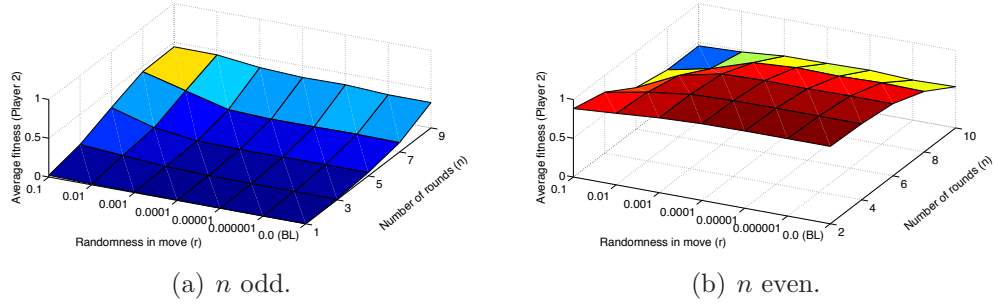 Average fitness (Player 2)
1
0.5
0
0.1
0.01
0.001
0.0001
0.00001
0.000001
0.0 (BL)
Randomness in move (r)
1
3
5
7
9
Number of rounds (n)
(a) n odd.
Average fitness (Player 2)
1
0.5
0
0.1
0.01
0.001
0.0001
0.00001
0.000001
0.0 (BL)
Randomness in move (r)
2
4
6
8
10
Number of rounds (n)
(b) n even.